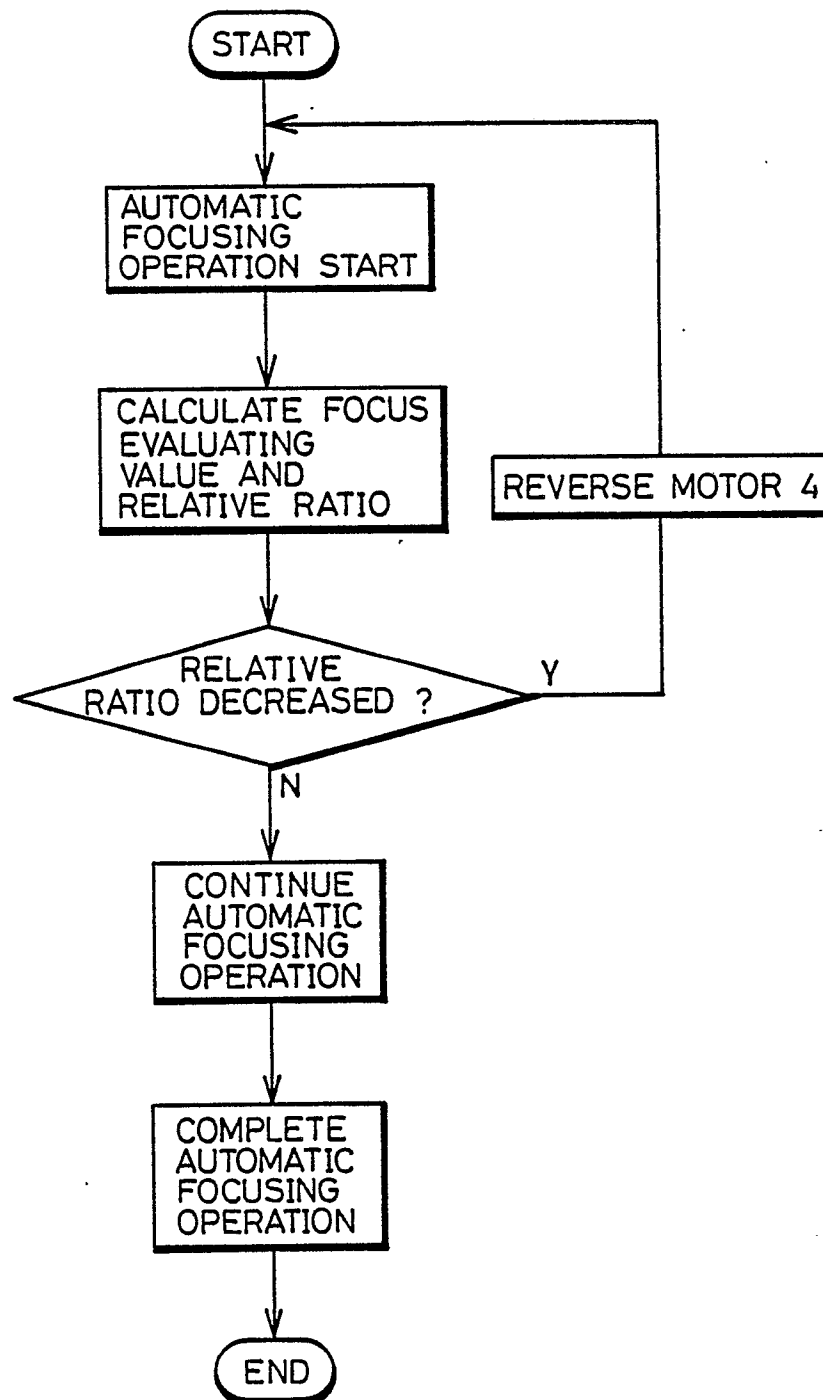 START
AUTOMATIC
FOCUSING
OPERATION START
CALCULATE FOCUS
EVALUATING
VALUE AND
RELATIVE RATIO
REVERSE MOTOR 4
RELATIVE
RATIO DECREASED ?
Y
N
CONTINUE
AUTOMATIC
FOCUSING
OPERATION
COMPLETE
AUTOMATIC
FOCUSING
OPERATION
END